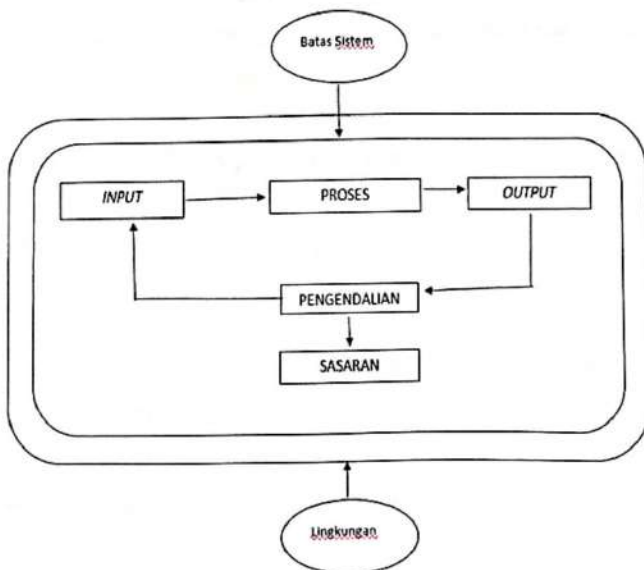 Batas Sistem
INPUT
PROSES
OUTPUT
PENGENDALIAN
SASARAN
Lingkungan